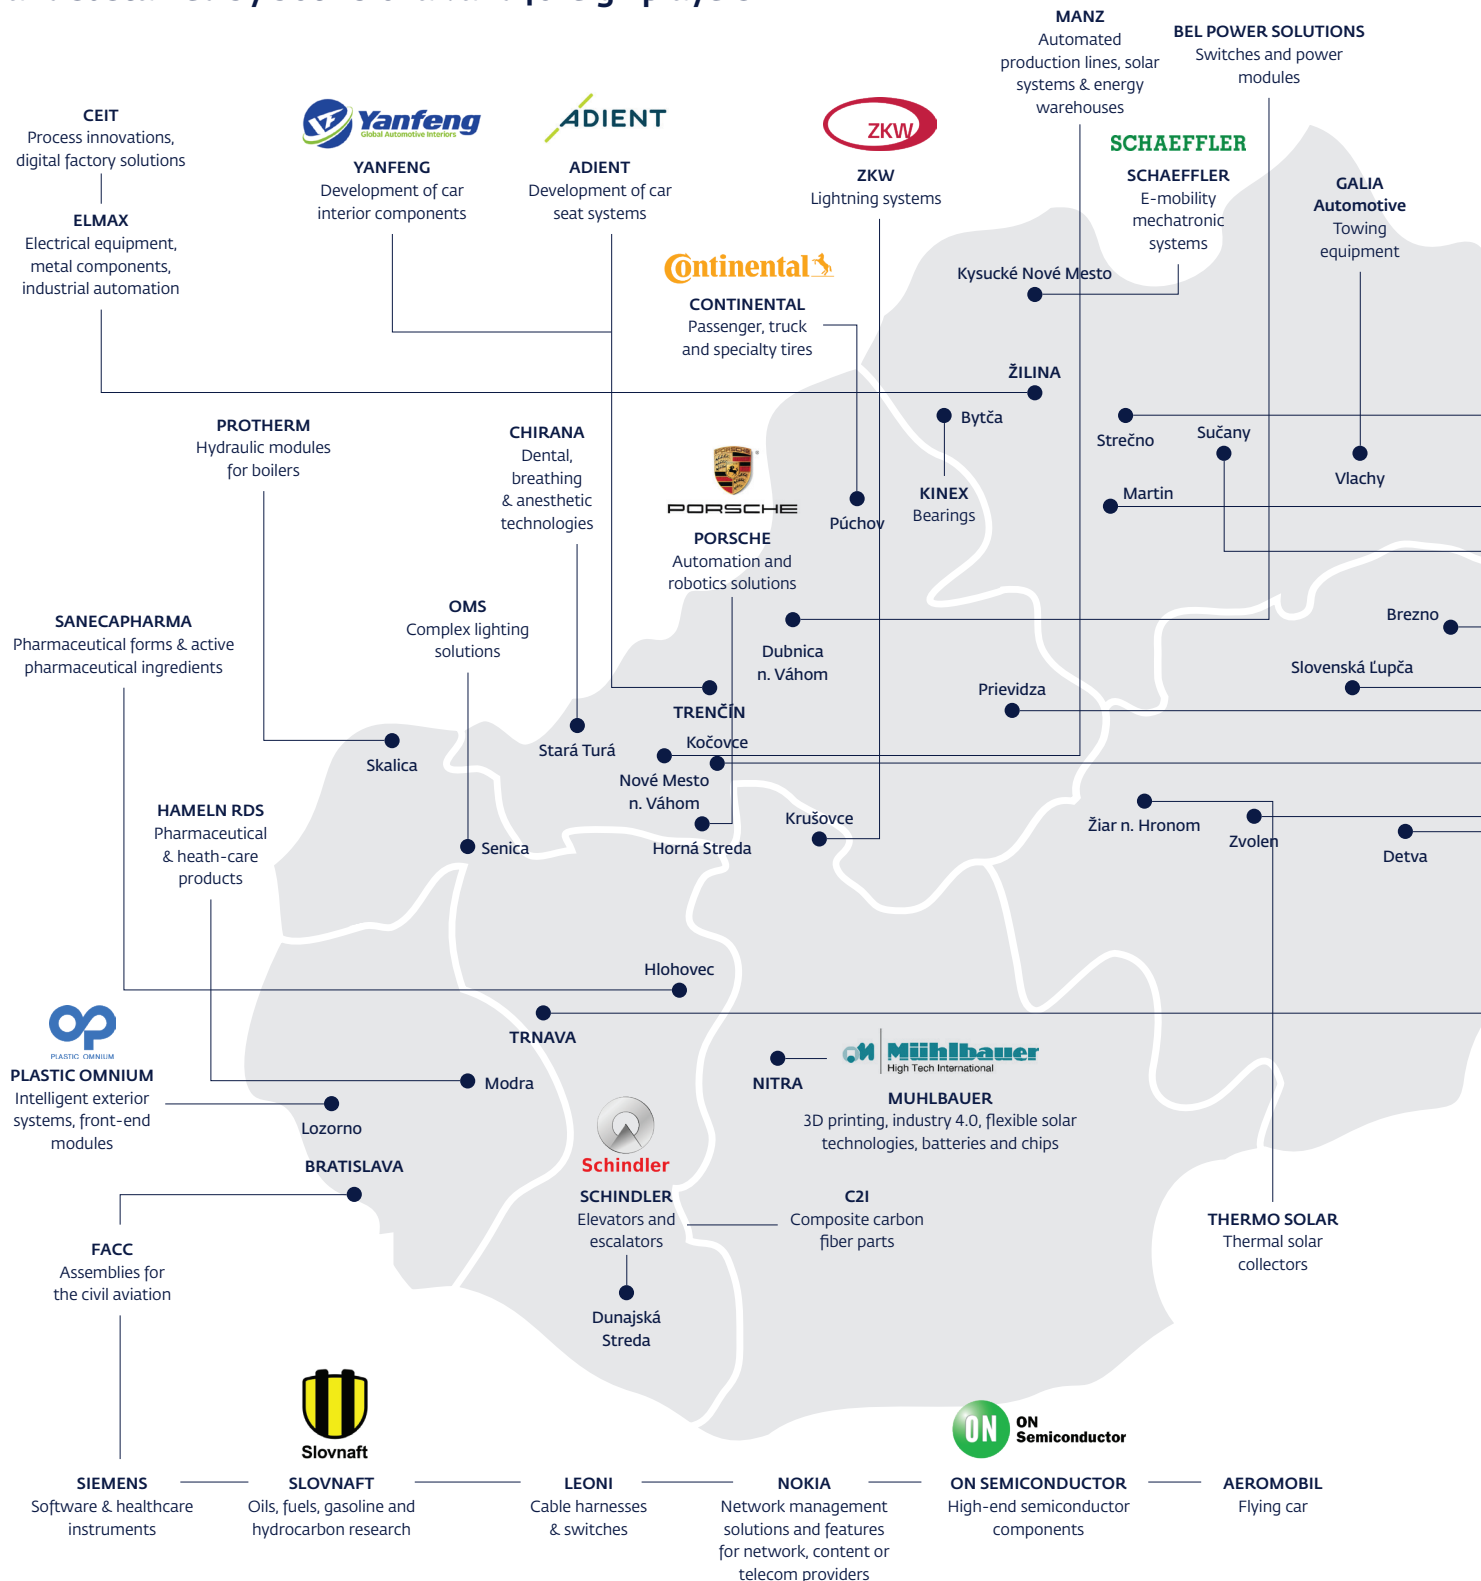 MANZ
Automated
production lines, solar
systems & energy
warehouses
BEL POWER SOLUTIONS
Switches and power
modules
CEIT
Process innovations,
digital factory solutions
ELMAX
Electrical equipment,
metal components,
industrial automation
Yanfeng
Global Automotive Interiors
YANFENG
Development of car
interior components
ADIENT
ADIENT
Development of car
seat systems
ZKW
ZKW
Lightning systems
SCHAEFFLER
SCHAEFFLER
E-mobility
mechatronic
systems
GALIA
Automotive
Towing
equipment
Continental
CONTINENTAL
Passenger, truck
and specialty tires
Kysucké Nové Mesto
ŽILINA
Bytča
Strečno
Sučany
Vlachy
Martin
KINEX
Bearings
Púchov
PROTHERM
Hydraulic modules
for boilers
CHIRANA
Dental,
breathing
& anesthetic
technologies
PORSCHE
PORSCHE
PORSCHE
Automation and
robotics solutions
SANECAPHARMA
Pharmaceutical forms & active
pharmaceutical ingredients
OMS
Complex lighting
solutions
Dubnica
n. Váhom
Brezno
Slovenská Ľupča
Prievidza
TRENČÍN
Stará Turá
Kočovce
Skalica
Nové Mesto
n. Váhom
HAMELN RDS
Pharmaceutical
& heath-care
products
Senica
Horná Streda
Krušovce
Žiar n. Hronom
Zvolen
Detva
Hlohovec
TRNAVA
PLASTIC OMNIUM
PLASTIC OMNIUM
Intelligent exterior
systems, front-end
modules
Modra
Lozorno
NITRA
Mühlbauer
High Tech International
MUHLBAUER
3D printing, industry 4.0, flexible solar
technologies, batteries and chips
BRATISLAVA
Schindler
SCHINDLER
Elevators and
escalators
C2I
Composite carbon
fiber parts
THERMO SOLAR
Thermal solar
collectors
FACC
Assemblies for
the civil aviation
Dunajská
Streda
Slovnaft
ON
ON
Semiconductor
SIEMENS
Software & healthcare
instruments
SLOVNAFT
Oils, fuels, gasoline and
hydrocarbon research
LEONI
Cable harnesses
& switches
NOKIA
Network management
solutions and features
for network, content or
telecom providers
ON SEMICONDUCTOR
High-end semiconductor
components
AEROMOBIL
Flying car